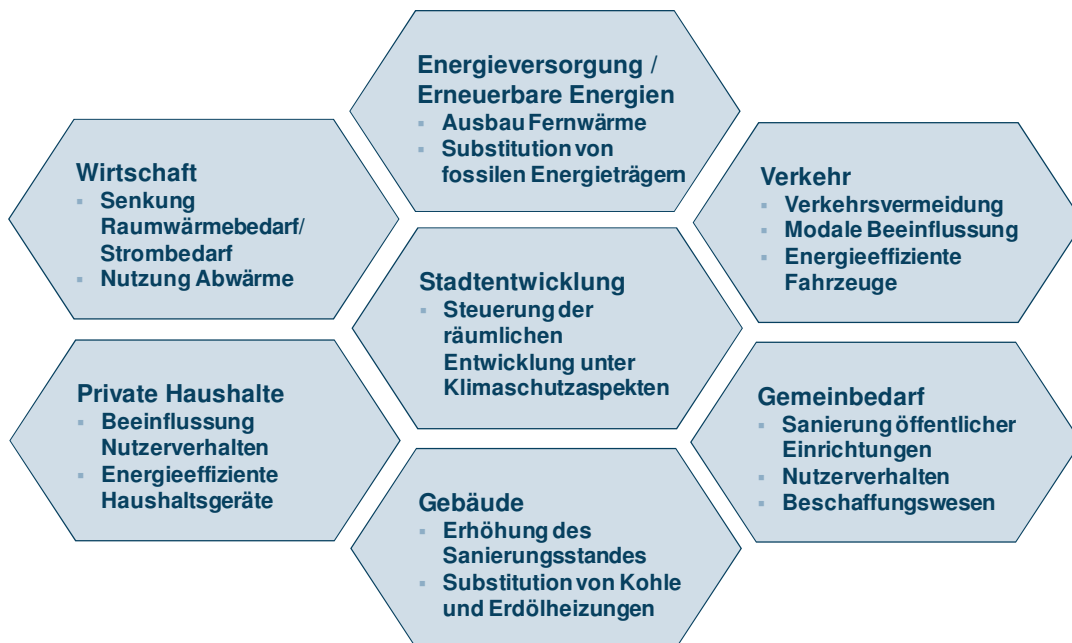 Energieversorgung /
Erneuerbare Energien
▪ Ausbau Fernwärme
▪ Substitution von
fossilen Energieträgern
Wirtschaft
▪ Senkung
Raumwärmebedarf/
Strombedarf
▪ Nutzung Abwärme
Verkehr
▪ Verkehrsvermeidung
▪ Modale Beeinflussung
▪ Energieeffiziente
Fahrzeuge
Stadtentwicklung
▪ Steuerung der
räumlichen
Entwicklung unter
Klimaschutzaspekten
Private Haushalte
▪ Beeinflussung
Nutzerverhalten
▪ Energieeffiziente
Haushaltsgeräte
Gemeinbedarf
▪ Sanierung öffentlicher
Einrichtungen
▪ Nutzerverhalten
▪ Beschaffungswesen
Gebäude
▪ Erhöhung des
Sanierungsstandes
▪ Substitution von Kohle
und Erdölheizungen